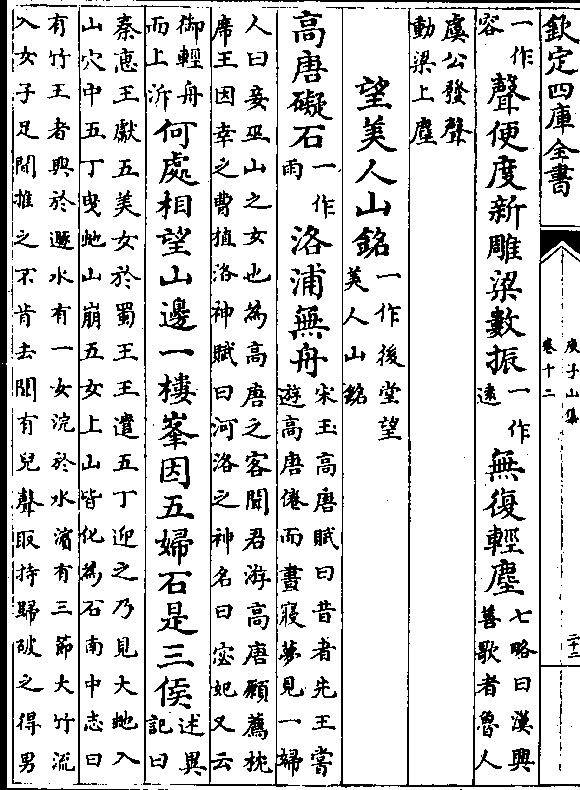 欽定四庫全書
庾子山集
卷十二
二十二
一作
容
聲便度新雕梁數振
一作
遠
無復輕塵
七略曰漢興
善歌者魯人
虞公發聲
動梁上塵
望美人山銘
一作後堂望
美人山銘
高唐礙石
一作
雨
洛浦無舟
宋玉高唐賦曰昔者先王嘗
遊高唐倦而晝寢夢見一婦
人曰妾巫山之女也為高唐之客聞君游高唐願薦枕
席王因幸之曹植洛神賦曰河洛之神名曰宓妃又云
御輕舟
而上泝
何處相望山邊一樓峯因五婦石是三侯
述異
記曰
秦惠王獻五美女於蜀王王遣五丁迎之乃見大虵入
山穴中五丁曵虵山崩五女上山皆化為石南中志曰
有竹王者興於遯水有一女浣於水濱有三節大竹流
入女子足間推之不肯去聞有兒聲取持歸破之得男